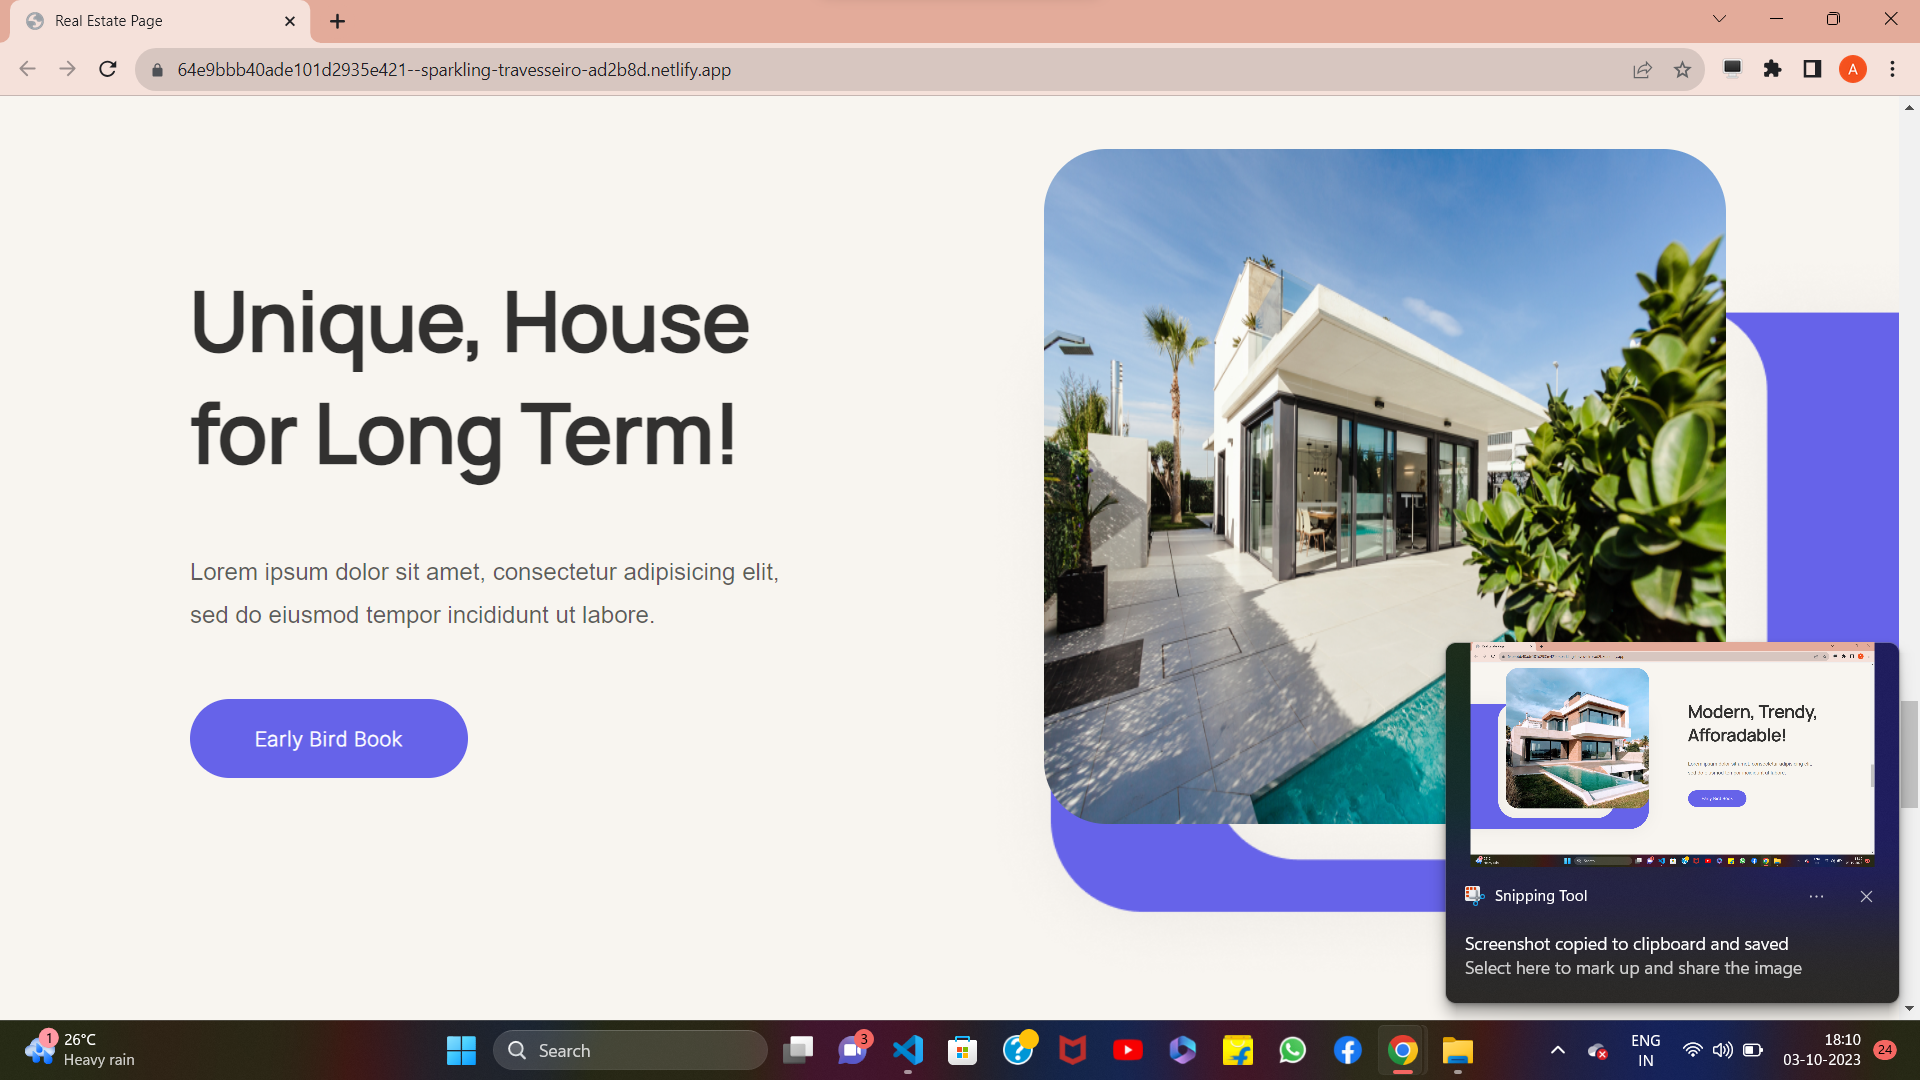 Real Estate Page
64e9bbb40ade101d2935e421--sparkling-travesseiro-ad2b8d.netlify.app
A
Unique, House
for Long Term!
Lorem ipsum dolor sit amet, consectetur adipisicing elit,
sed do eiusmod tempor incididunt ut labore.
Early Bird Book
Modern, Trendy,
Afforadable!
Early Bird Book
Snipping Tool
Screenshot copied to clipboard and saved
Select here to mark up and share the image
1
26°C
Heavy rain
Search
3
ENG
IN
18:10
03-10-2023
24